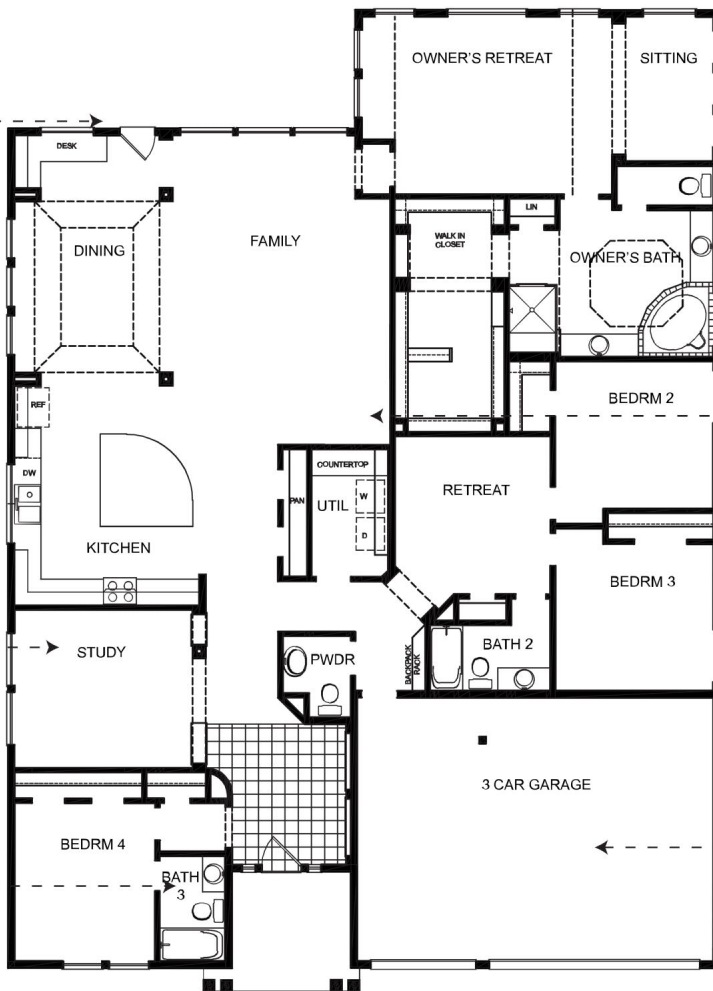 OWNER'S RETREAT
SITTING
DESK
LIN
WALK IN
CLOSET
DINING
FAMILY
OWNER'S BATH
REF
BEDRM 2
DW
COUNTERTOP
PAN
UTIL
W
D
RETREAT
KITCHEN
BEDRM 3
STUDY
PWDR
BACKPACK
RACK
BATH 2
3 CAR GARAGE
BEDRM 4
BATH
3